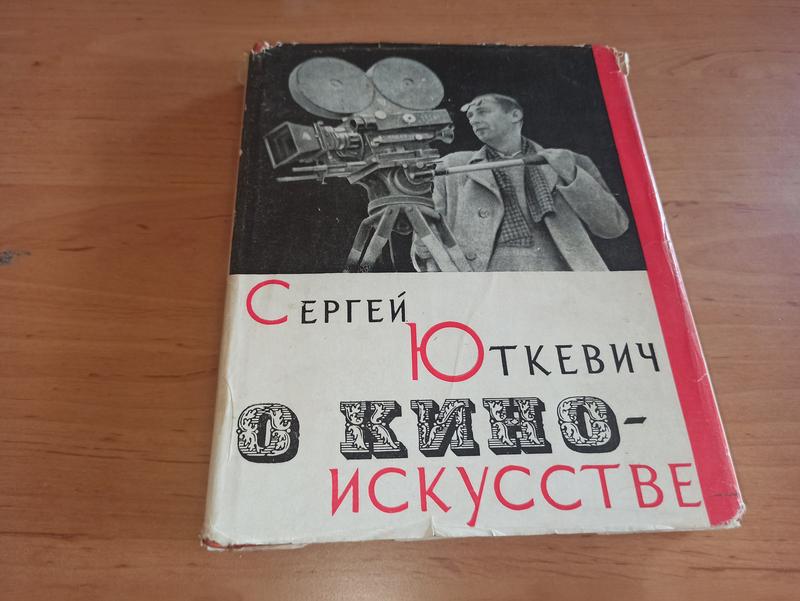 Сергей
Юткевич
о кино-
искусстве